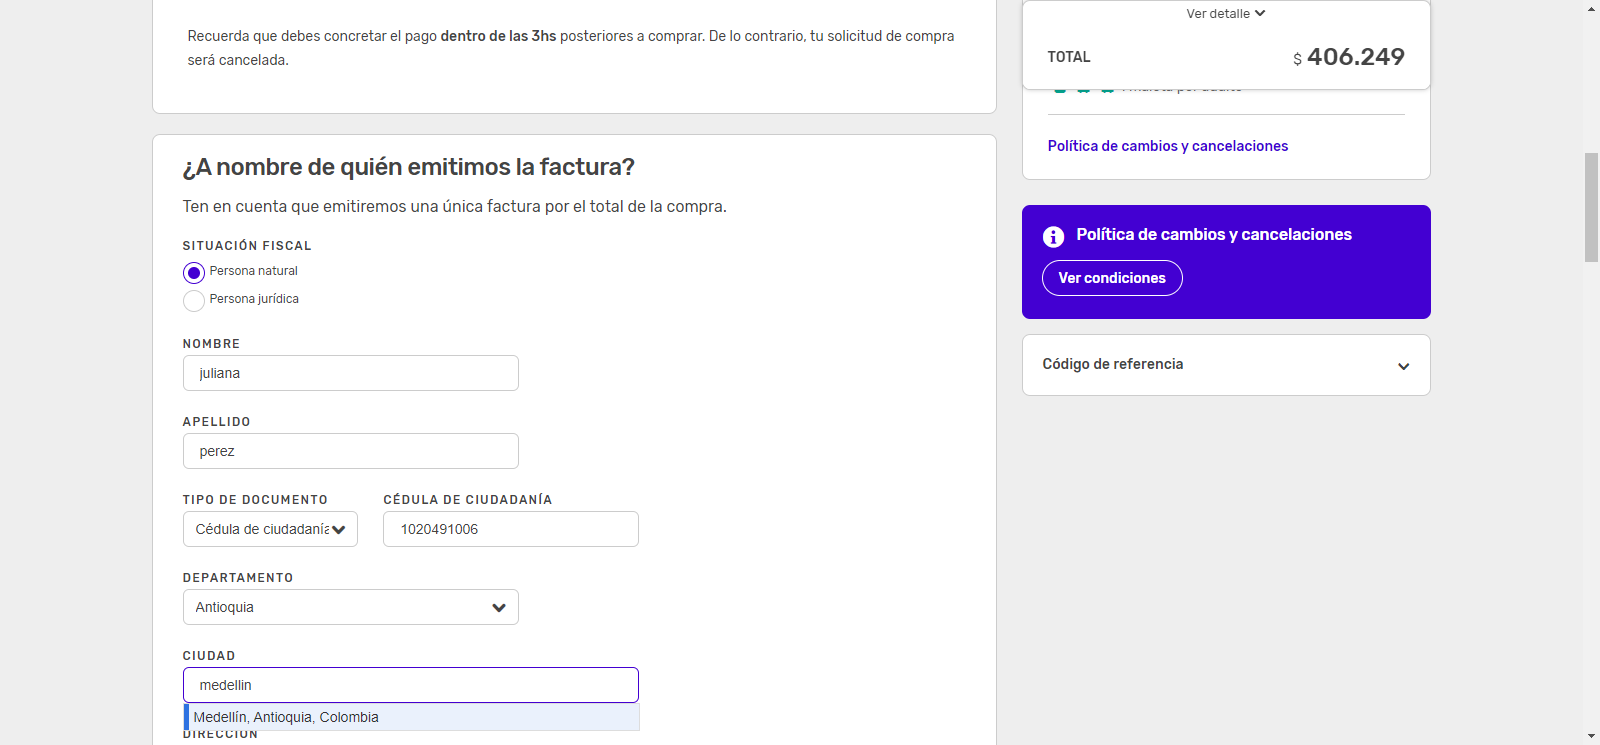 Recuerda que debes concretar el pago dentro de las 3hs posteriores a comprar. De lo contrario, tu solicitud de compra
será cancelada.
¿A nombre de quién emitimos la factura?
Ten en cuenta que emitiremos una única factura por el total de la compra.
SITUACIÓN FISCAL
Persona natural
Persona jurídica
NOMBRE
juliana
APELLIDO
perez
TIPO DE DOCUMENTO
Cédula de ciudadanía
CÉDULA DE CIUDADANÍA
1020491006
DEPARTAMENTO
Antioquia
CIUDAD
medellin
Medellín, Antioquia, Colombia
DIRECCIÓN
Ver detalle
TOTAL
$ 406.249
Política de cambios y cancelaciones
Política de cambios y cancelaciones
Ver condiciones
Código de referencia